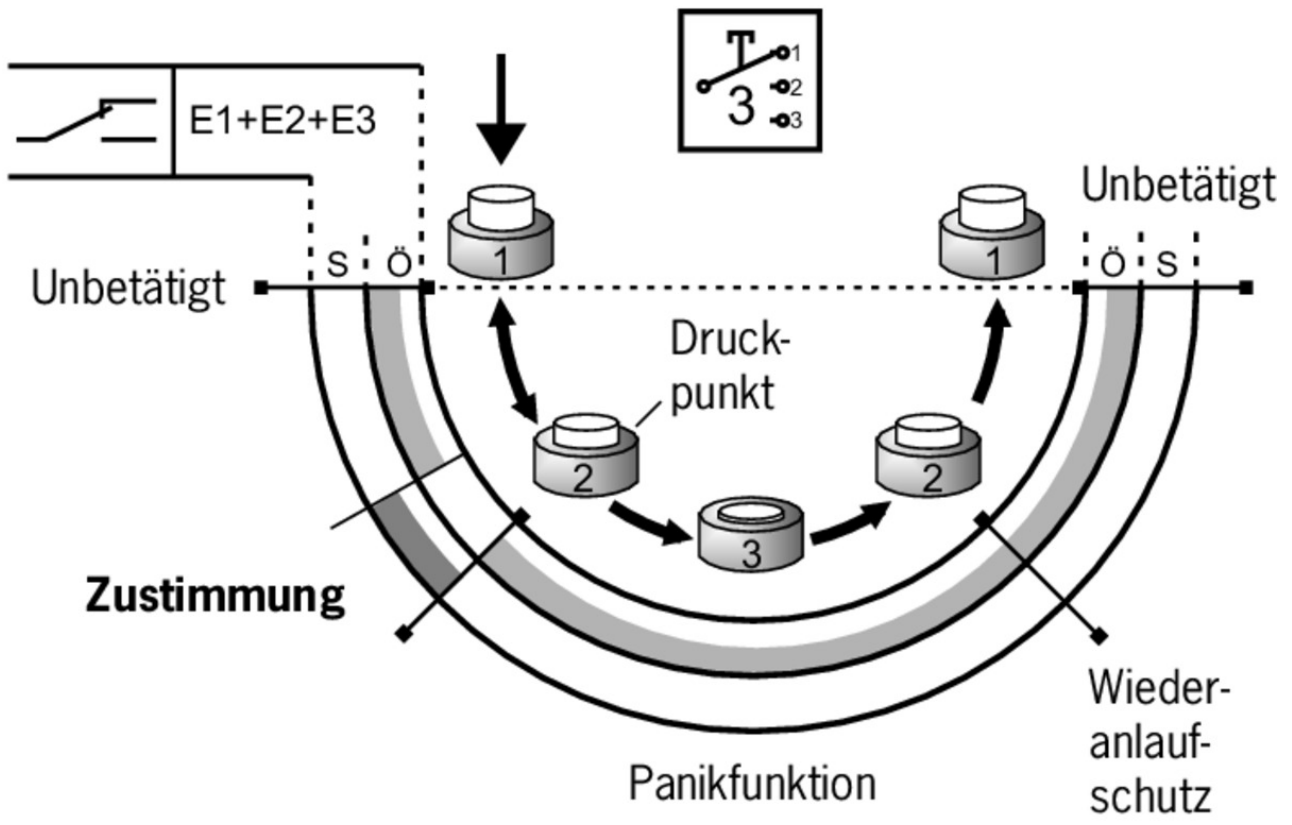 1
2
3
3
E1+E2+E3
Unbetätigt
S Ö
1
1
Ö S
Unbetätigt
Druck-
punkt
2
2
3
Zustimmung
Wieder-
anlauf-
schutz
Panikfunktion